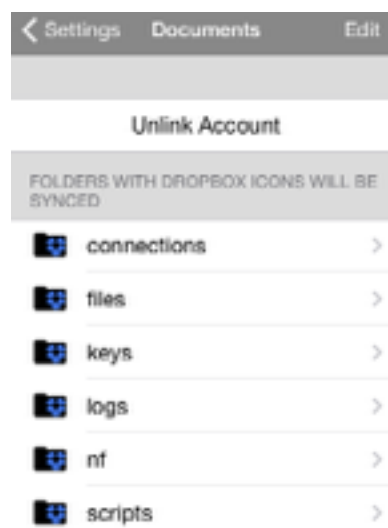 Settings Documents Edit
Unlink Account
FOLDERS WITH DROPBOX ICONS WILL BE
SYNCED
connections
files
keys
logs
nf
scripts